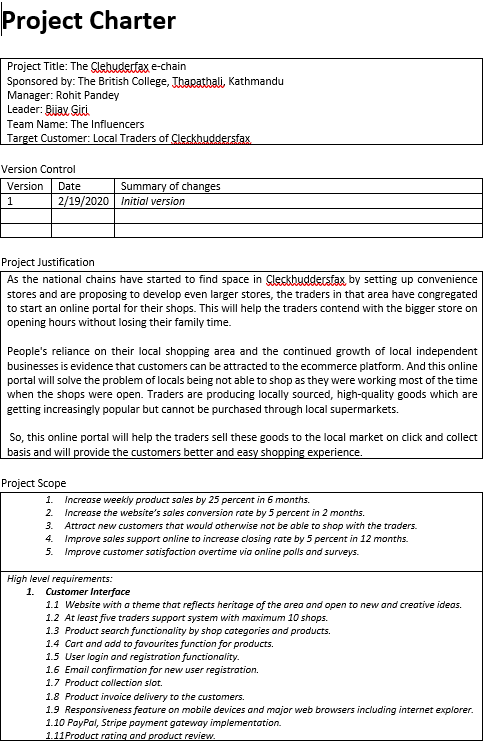 Project Charter
Project Title: The Clehuderfax e-chain
Sponsored by: The British College, Thapathali, Kathmandu
Manager: Rohit Pandey
Leader: Bijay Giri
Team Name: The Influencers
Target Customer: Local Traders of Cleckhuddersfax
Version Control
Version Date Summary of changes
1 2/19/2020 Initial version
Project Justification
As the national chains have started to find space in Cleckhuddersfax by setting up convenience
stores and are proposing to develop even larger stores, the traders in that area have congregated
to start an online portal for their shops. This will help the traders contend with the bigger store on
opening hours without losing their family time.
People's reliance on their local shopping area and the continued growth of local independent
businesses is evidence that customers can be attracted to the ecommerce platform. And this online
portal will solve the problem of locals being not able to shop as they were working most of the time
when the shops were open. Traders are producing locally sourced, high-quality goods which are
getting increasingly popular but cannot be purchased through local supermarkets.
So, this online portal will help the traders sell these goods to the local market on click and collect
basis and will provide the customers better and easy shopping experience.
Project Scope
1. Increase weekly product sales by 25 percent in 6 months.
2. Increase the website's sales conversion rate by 5 percent in 2 months.
3. Attract new customers that would otherwise not be able to shop with the traders.
4. Improve sales support online to increase closing rate by 5 percent in 12 months.
5. Improve customer satisfaction overtime via online polls and surveys.
High level requirements:
1. Customer Interface
1.1 Website with a theme that reflects heritage of the area and open to new and creative ideas.
1.2 At least five traders support system with maximum 10 shops.
1.3 Product search functionality by shop categories and products.
1.4 Cart and add to favourites function for products.
1.5 User login and registration functionality.
1.6 Email confirmation for new user registration.
1.7 Product collection slot.
1.8 Product invoice delivery to the customers.
1.9 Responsiveness feature on mobile devices and major web browsers including internet explorer.
1.10 PayPal, Stripe payment gateway implementation.
1.11Product rating and product review.